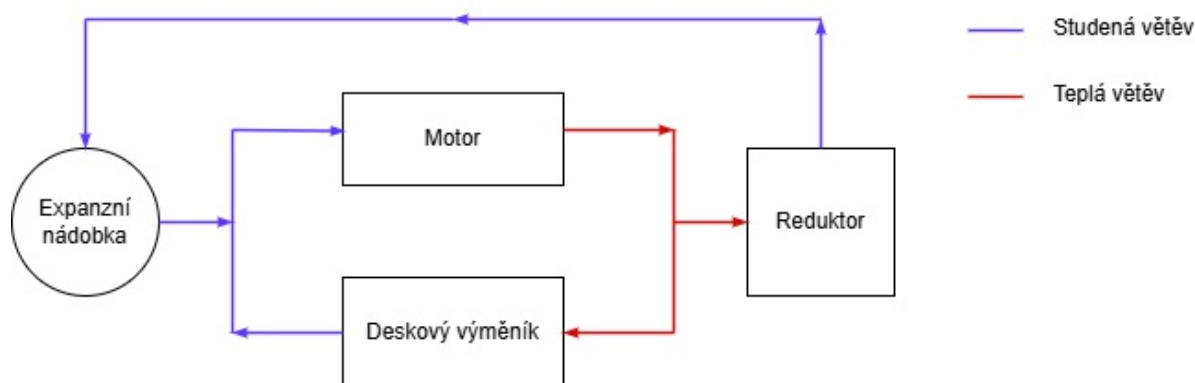 Studená větěv
Teplá větěv
Motor
Expanzní
nádobka
Reduktor
Deskový výměník